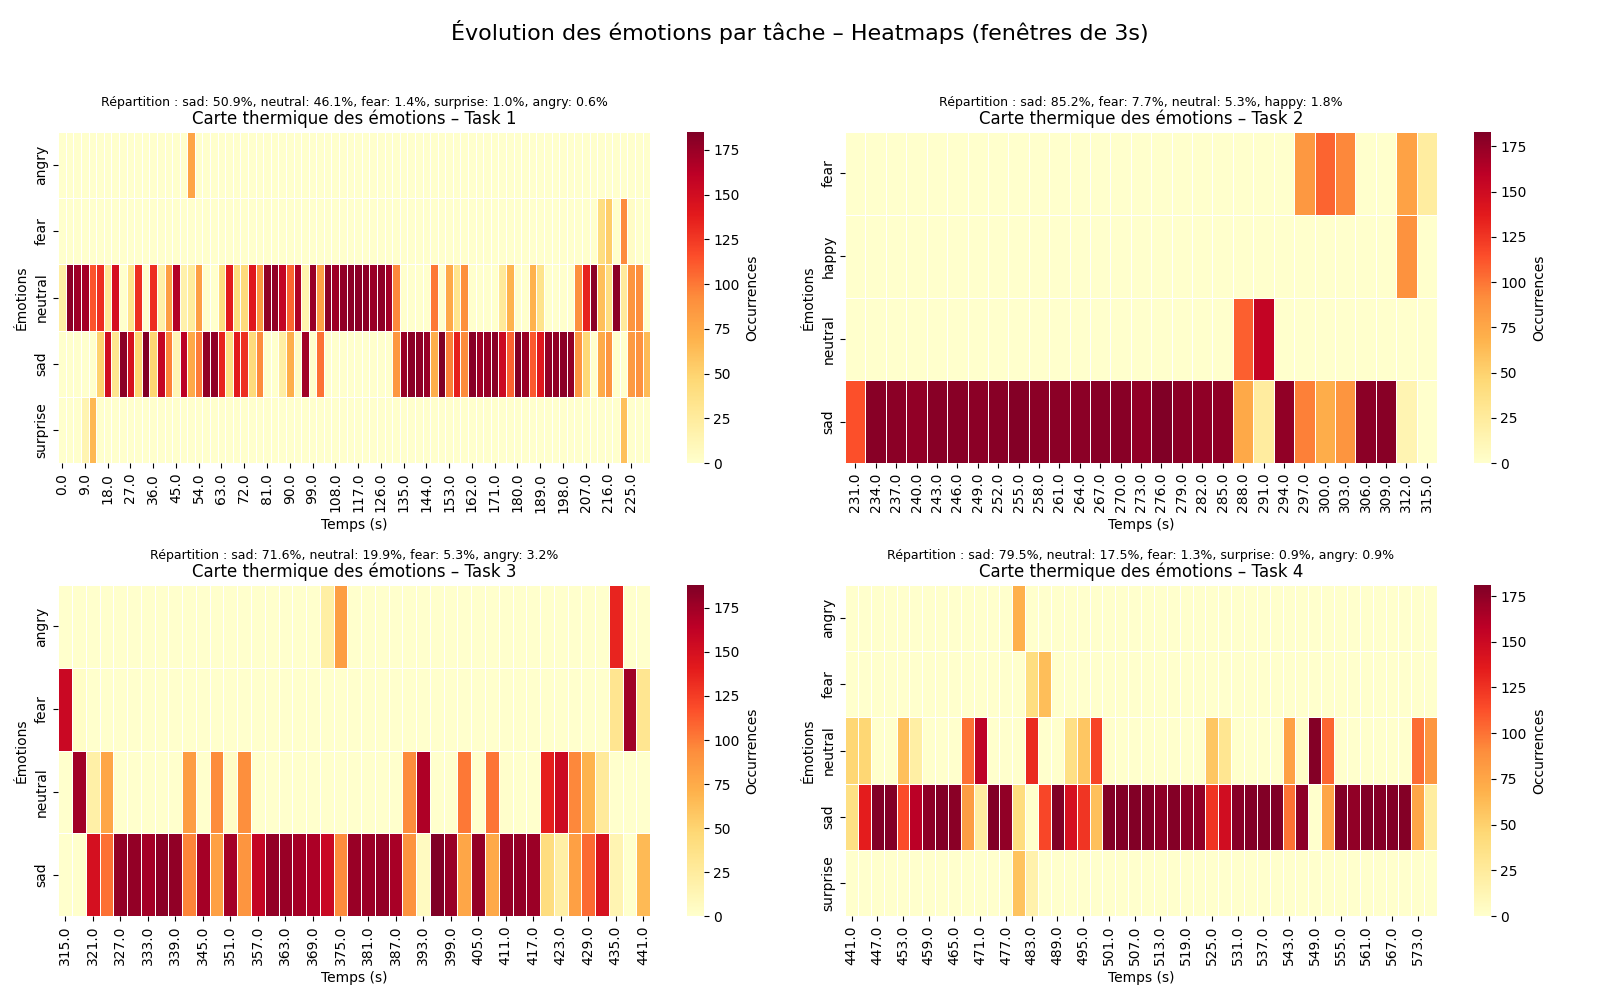 Évolution des émotions par tâche – Heatmaps (fenêtres de 3s)
Répartition : sad: 50.9%, neutral: 46.1%, fear: 1.4%, surprise: 1.0%, angry: 0.6%
Carte thermique des émotions – Task 1
Émotions
angry
fear
neutral
sad
surprise
0.0 9.0 18.0 27.0 36.0 45.0 54.0 63.0 72.0 81.0 90.0 99.0 108.0 117.0 126.0 135.0 144.0 153.0 162.0 171.0 180.0 189.0 198.0 207.0 216.0 225.0
Temps (s)
175
150
125
100
75
50
25
0
Occurrences
Répartition : sad: 85.2%, fear: 7.7%, neutral: 5.3%, happy: 1.8%
Carte thermique des émotions – Task 2
Émotions
fear
happy
neutral
sad
231.0 234.0 237.0 240.0 243.0 246.0 249.0 252.0 255.0 258.0 261.0 264.0 267.0 270.0 273.0 276.0 279.0 282.0 285.0 288.0 291.0 294.0 297.0 300.0 303.0 306.0 309.0 312.0 315.0
Temps (s)
175
150
125
100
75
50
25
0
Occurrences
Répartition : sad: 71.6%, neutral: 19.9%, fear: 5.3%, angry: 3.2%
Carte thermique des émotions – Task 3
Émotions
angry
fear
neutral
sad
315.0 321.0 327.0 333.0 339.0 345.0 351.0 357.0 363.0 369.0 375.0 381.0 387.0 393.0 399.0 405.0 411.0 417.0 423.0 429.0 435.0 441.0
Temps (s)
175
150
125
100
75
50
25
0
Occurrences
Répartition : sad: 79.5%, neutral: 17.5%, fear: 1.3%, surprise: 0.9%, angry: 0.9%
Carte thermique des émotions – Task 4
Émotions
angry
fear
neutral
sad
surprise
441.0 447.0 453.0 459.0 465.0 471.0 477.0 483.0 489.0 495.0 501.0 507.0 513.0 519.0 525.0 531.0 537.0 543.0 549.0 555.0 561.0 567.0 573.0
Temps (s)
175
150
125
100
75
50
25
0
Occurrences